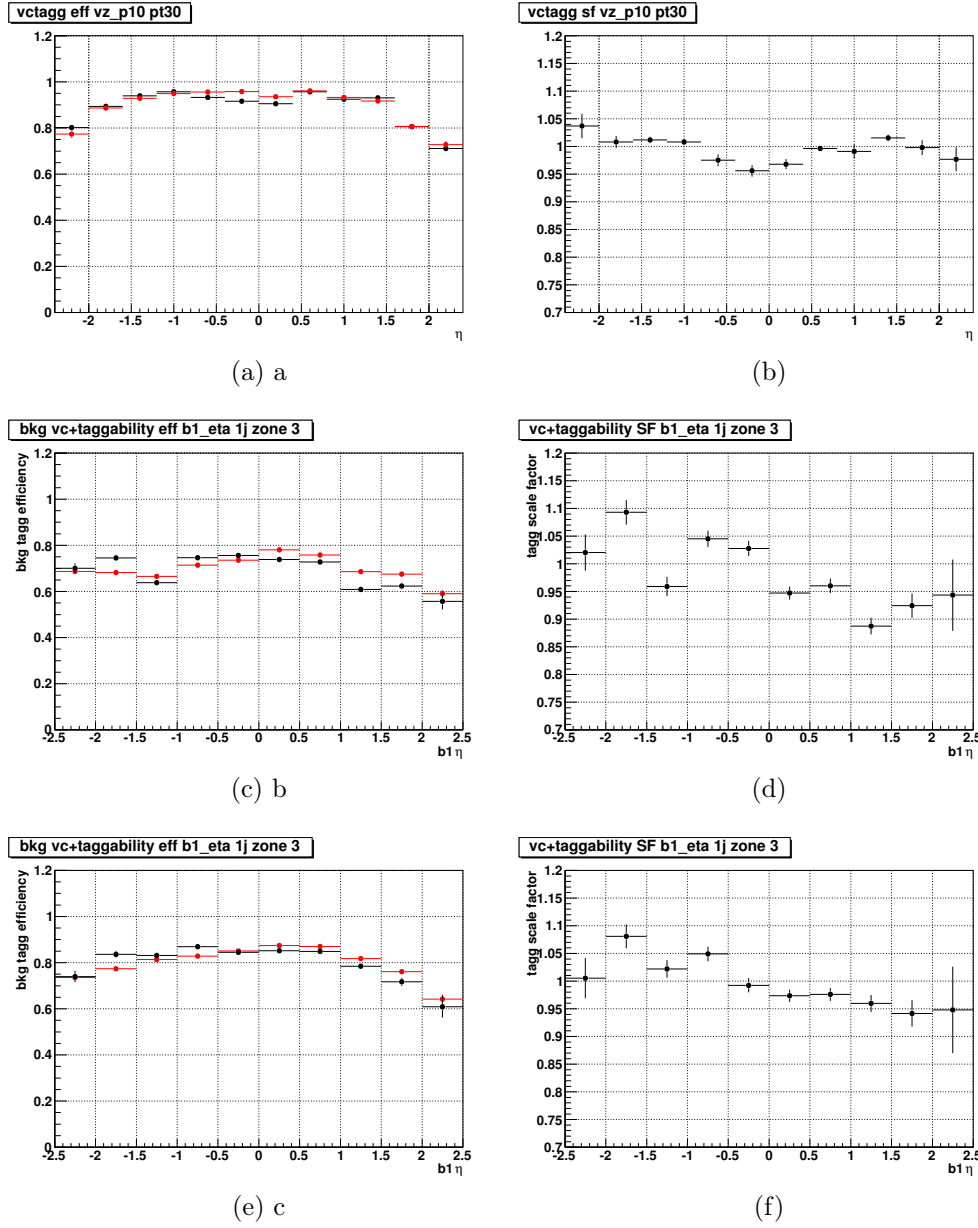 vctagg eff vz_p10 pt30
1.2
1
0.8
0.6
0.4
0.2
0
-2 -1.5 -1 -0.5 0 0.5 1 1.5 2
η
(a) a
vctagg sf vz_p10 pt30
1.2
1.15
1.1
1.05
1
0.95
0.9
0.85
0.8
0.75
0.7
-2 -1.5 -1 -0.5 0 0.5 1 1.5 2
η
(b)
bkg vc+taggability eff b1_eta 1j zone 3
bkg tagg efficiency
1.2
1
0.8
0.6
0.4
0.2
0
-2.5 -2 -1.5 -1 -0.5 0 0.5 1 1.5 2 2.5
b1 η
(c) b
vc+taggability SF b1_eta 1j zone 3
tagg scale factor
1.2
1.15
1.1
1.05
1
0.95
0.9
0.85
0.8
0.75
0.7
-2.5 -2 -1.5 -1 -0.5 0 0.5 1 1.5 2 2.5
b1 η
(d)
bkg vc+taggability eff b1_eta 1j zone 3
bkg tagg efficiency
1.2
1
0.8
0.6
0.4
0.2
0
-2.5 -2 -1.5 -1 -0.5 0 0.5 1 1.5 2 2.5
b1 η
(e) c
vc+taggability SF b1_eta 1j zone 3
tagg scale factor
1.2
1.15
1.1
1.05
1
0.95
0.9
0.85
0.8
0.75
0.7
-2.5 -2 -1.5 -1 -0.5 0 0.5 1 1.5 2 2.5
b1 η
(f)